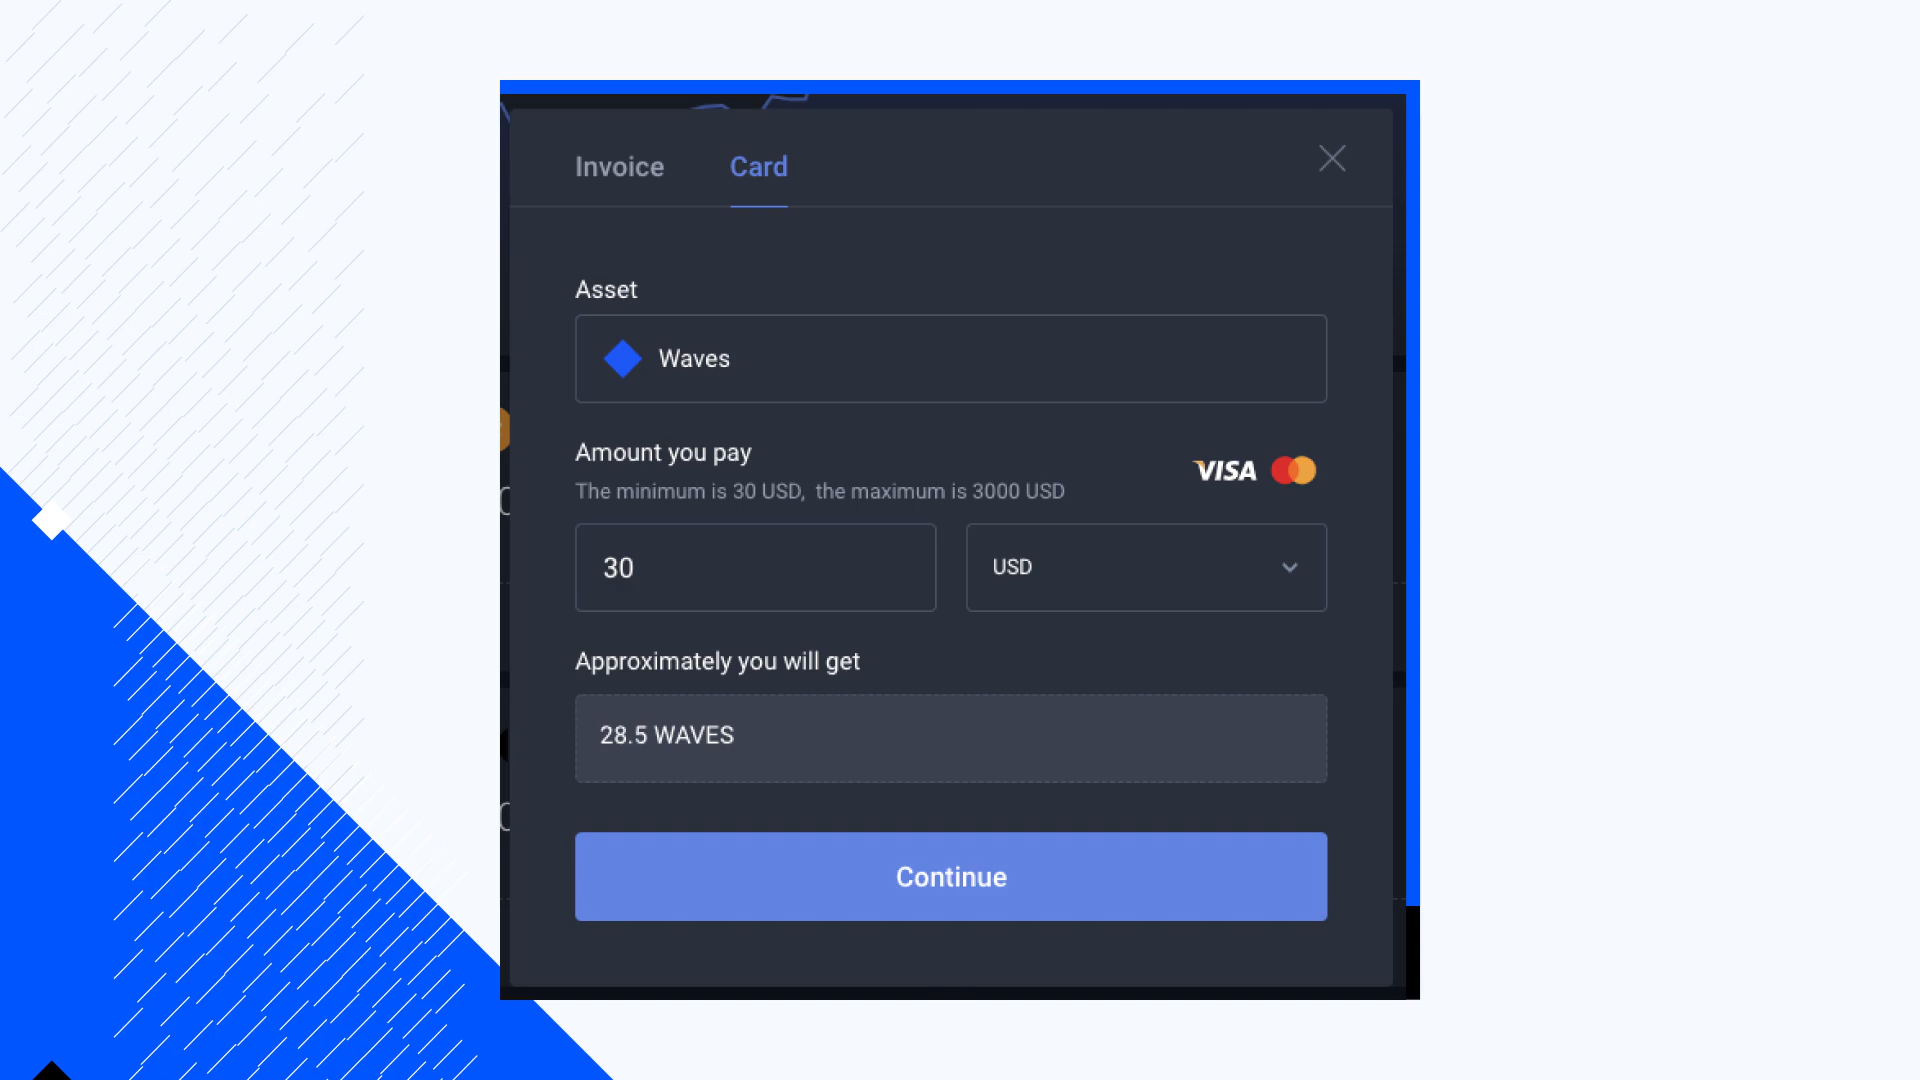 Invoice Card
Asset
Waves
Amount you pay
The minimum is 30 USD, the maximum is 3000 USD
VISA
30 USD
Approximately you will get
28.5 WAVES
Continue